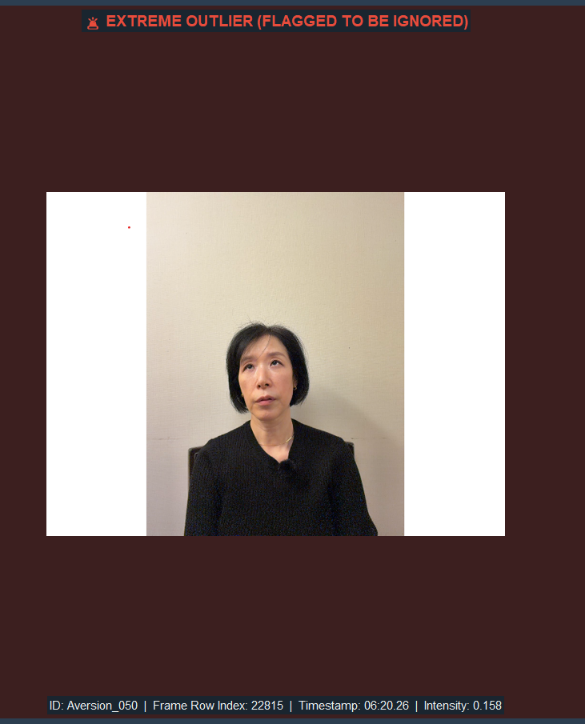 🚨 EXTREME OUTLIER (FLAGGED TO BE IGNORED)
ID: Aversion_050 | Frame Row Index: 22815 | Timestamp: 06:20.26 | Intensity: 0.158